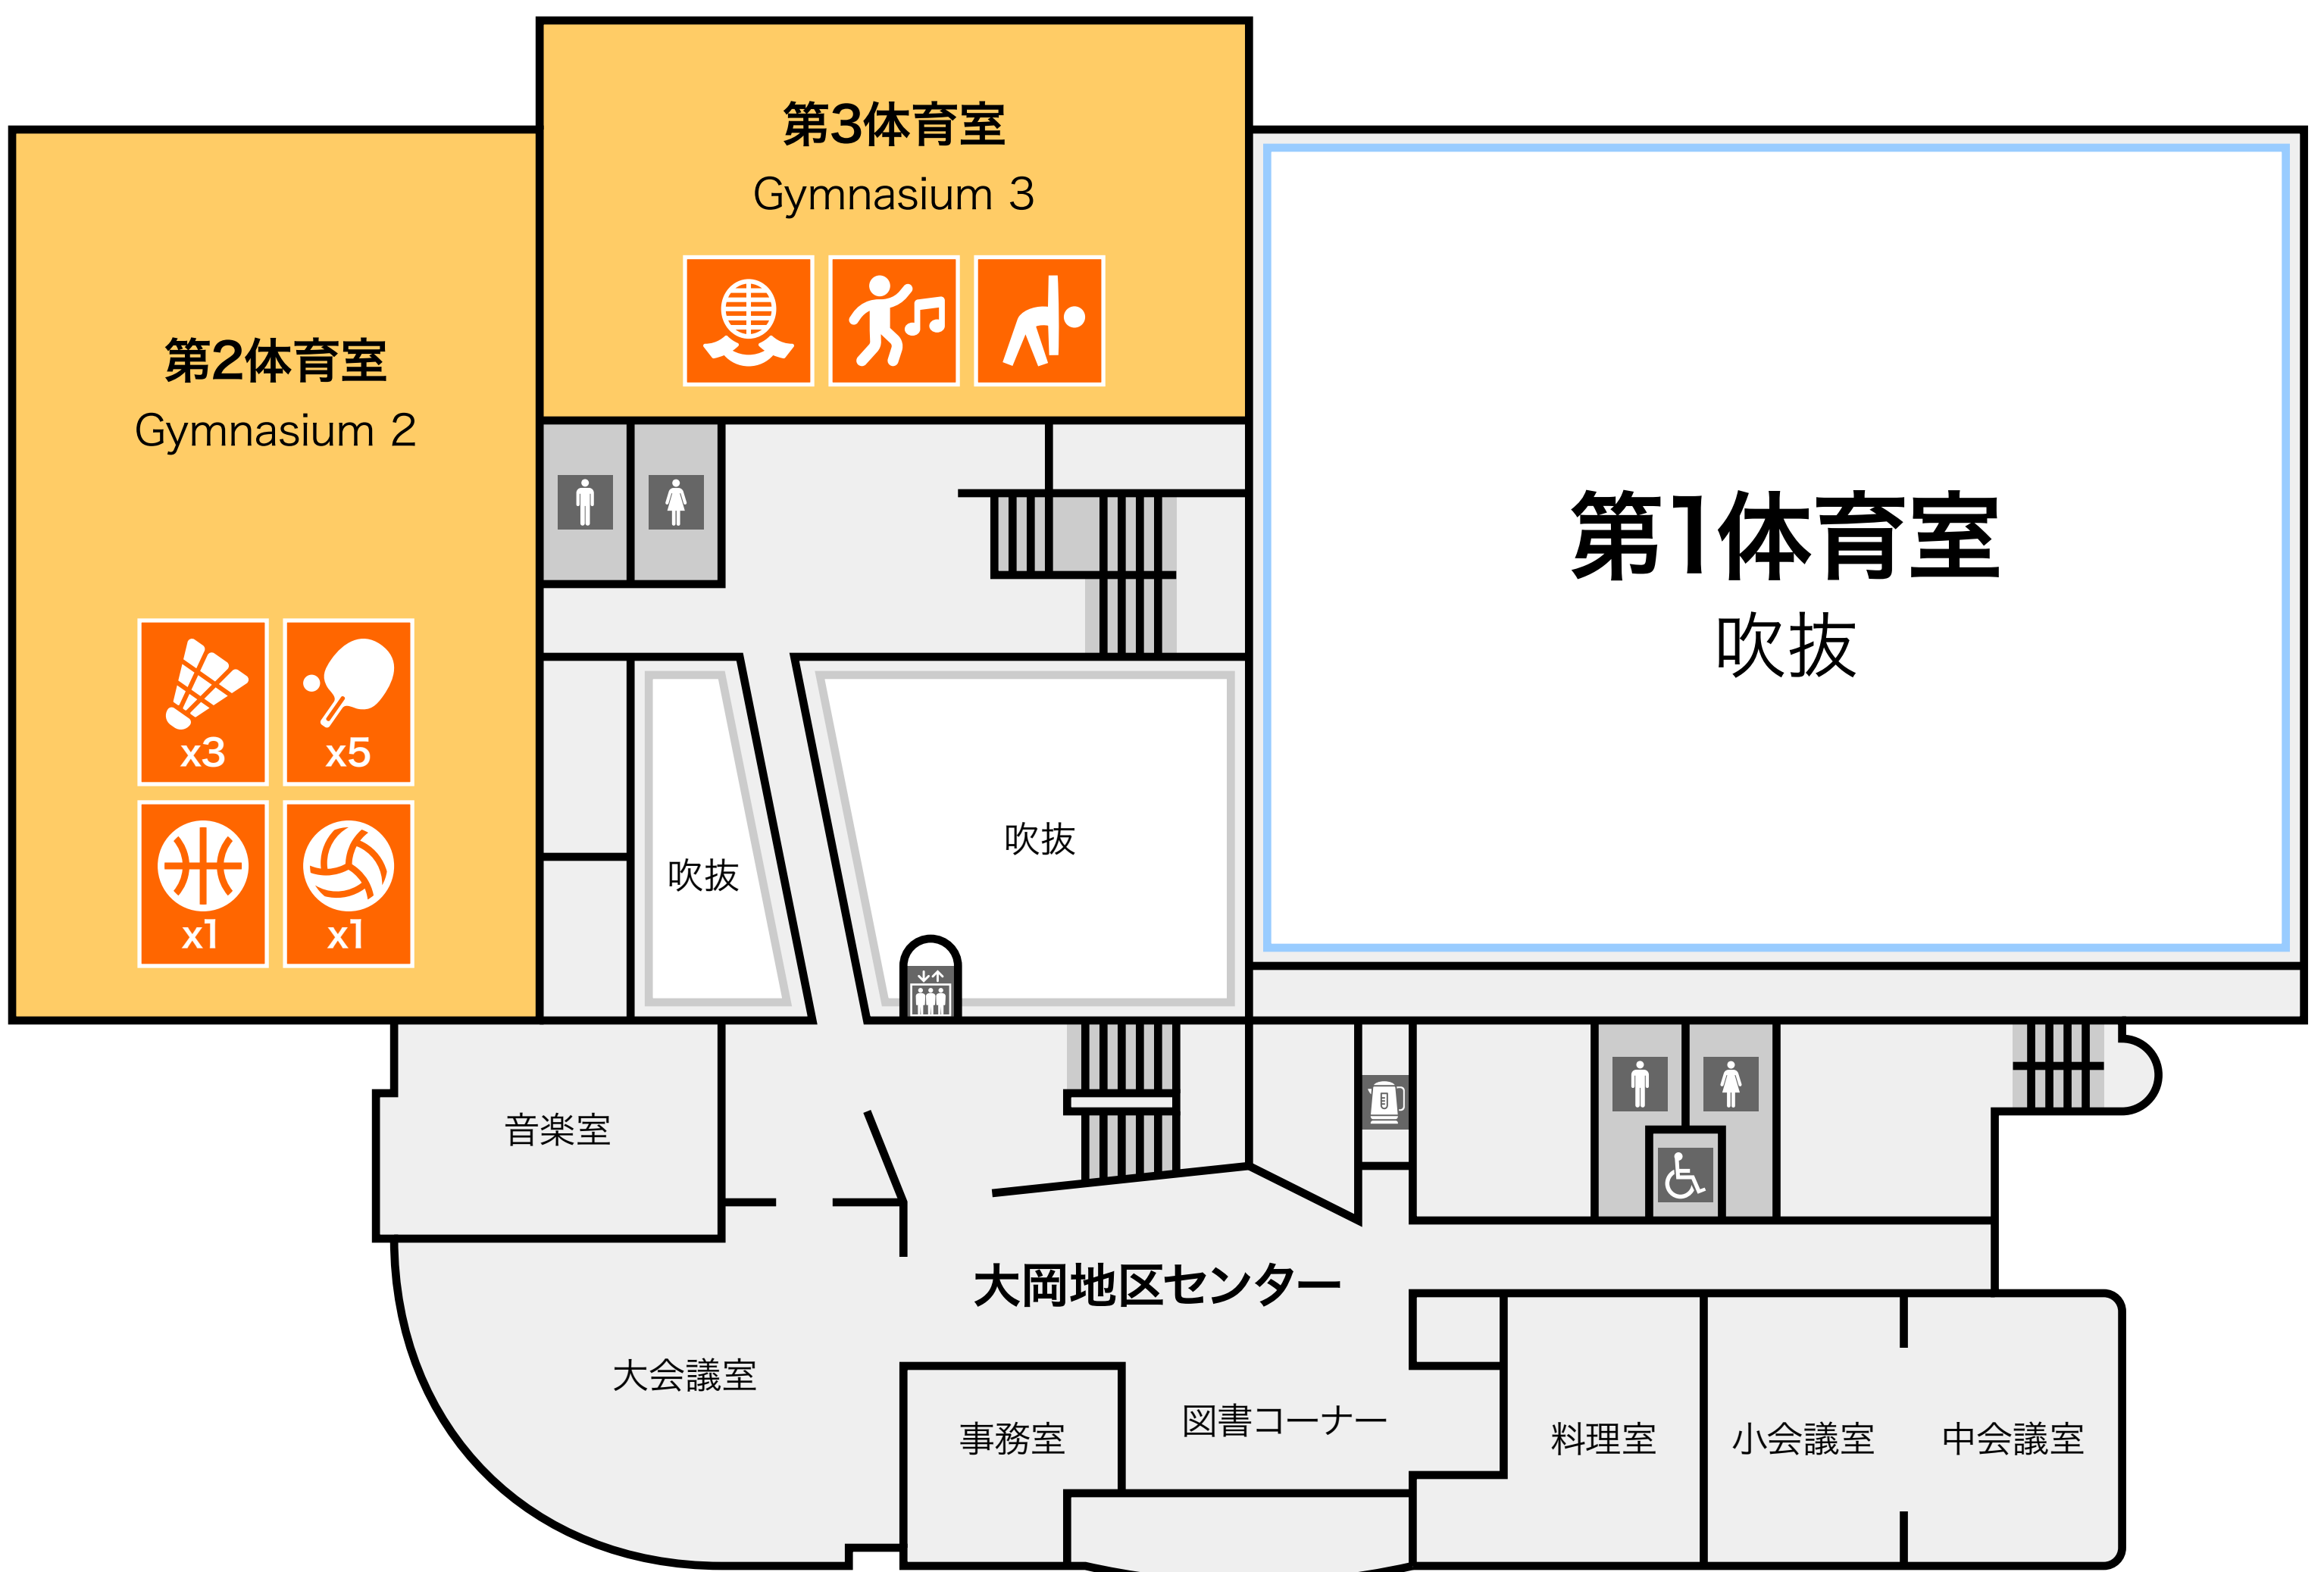 第3体育室
Gymnasium 3
第2体育室
Gymnasium 2
x3
x5
x1
x1
第1体育室
吹抜
吹抜
吹抜
音楽室
大岡地区センター
大会議室
事務室
図書コーナー
料理室
小会議室
中会議室